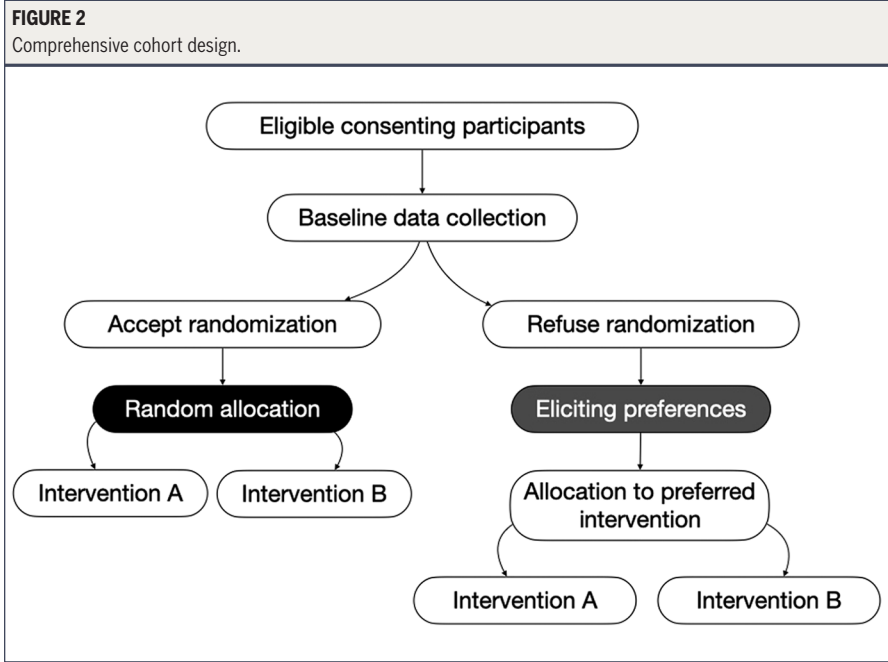 FIGURE 2
Comprehensive cohort design.
Eligible consenting participants
Baseline data collection
Accept randomization
Refuse randomization
Random allocation
Eliciting preferences
Intervention A
Intervention B
Allocation to preferred
intervention
Intervention A
Intervention B